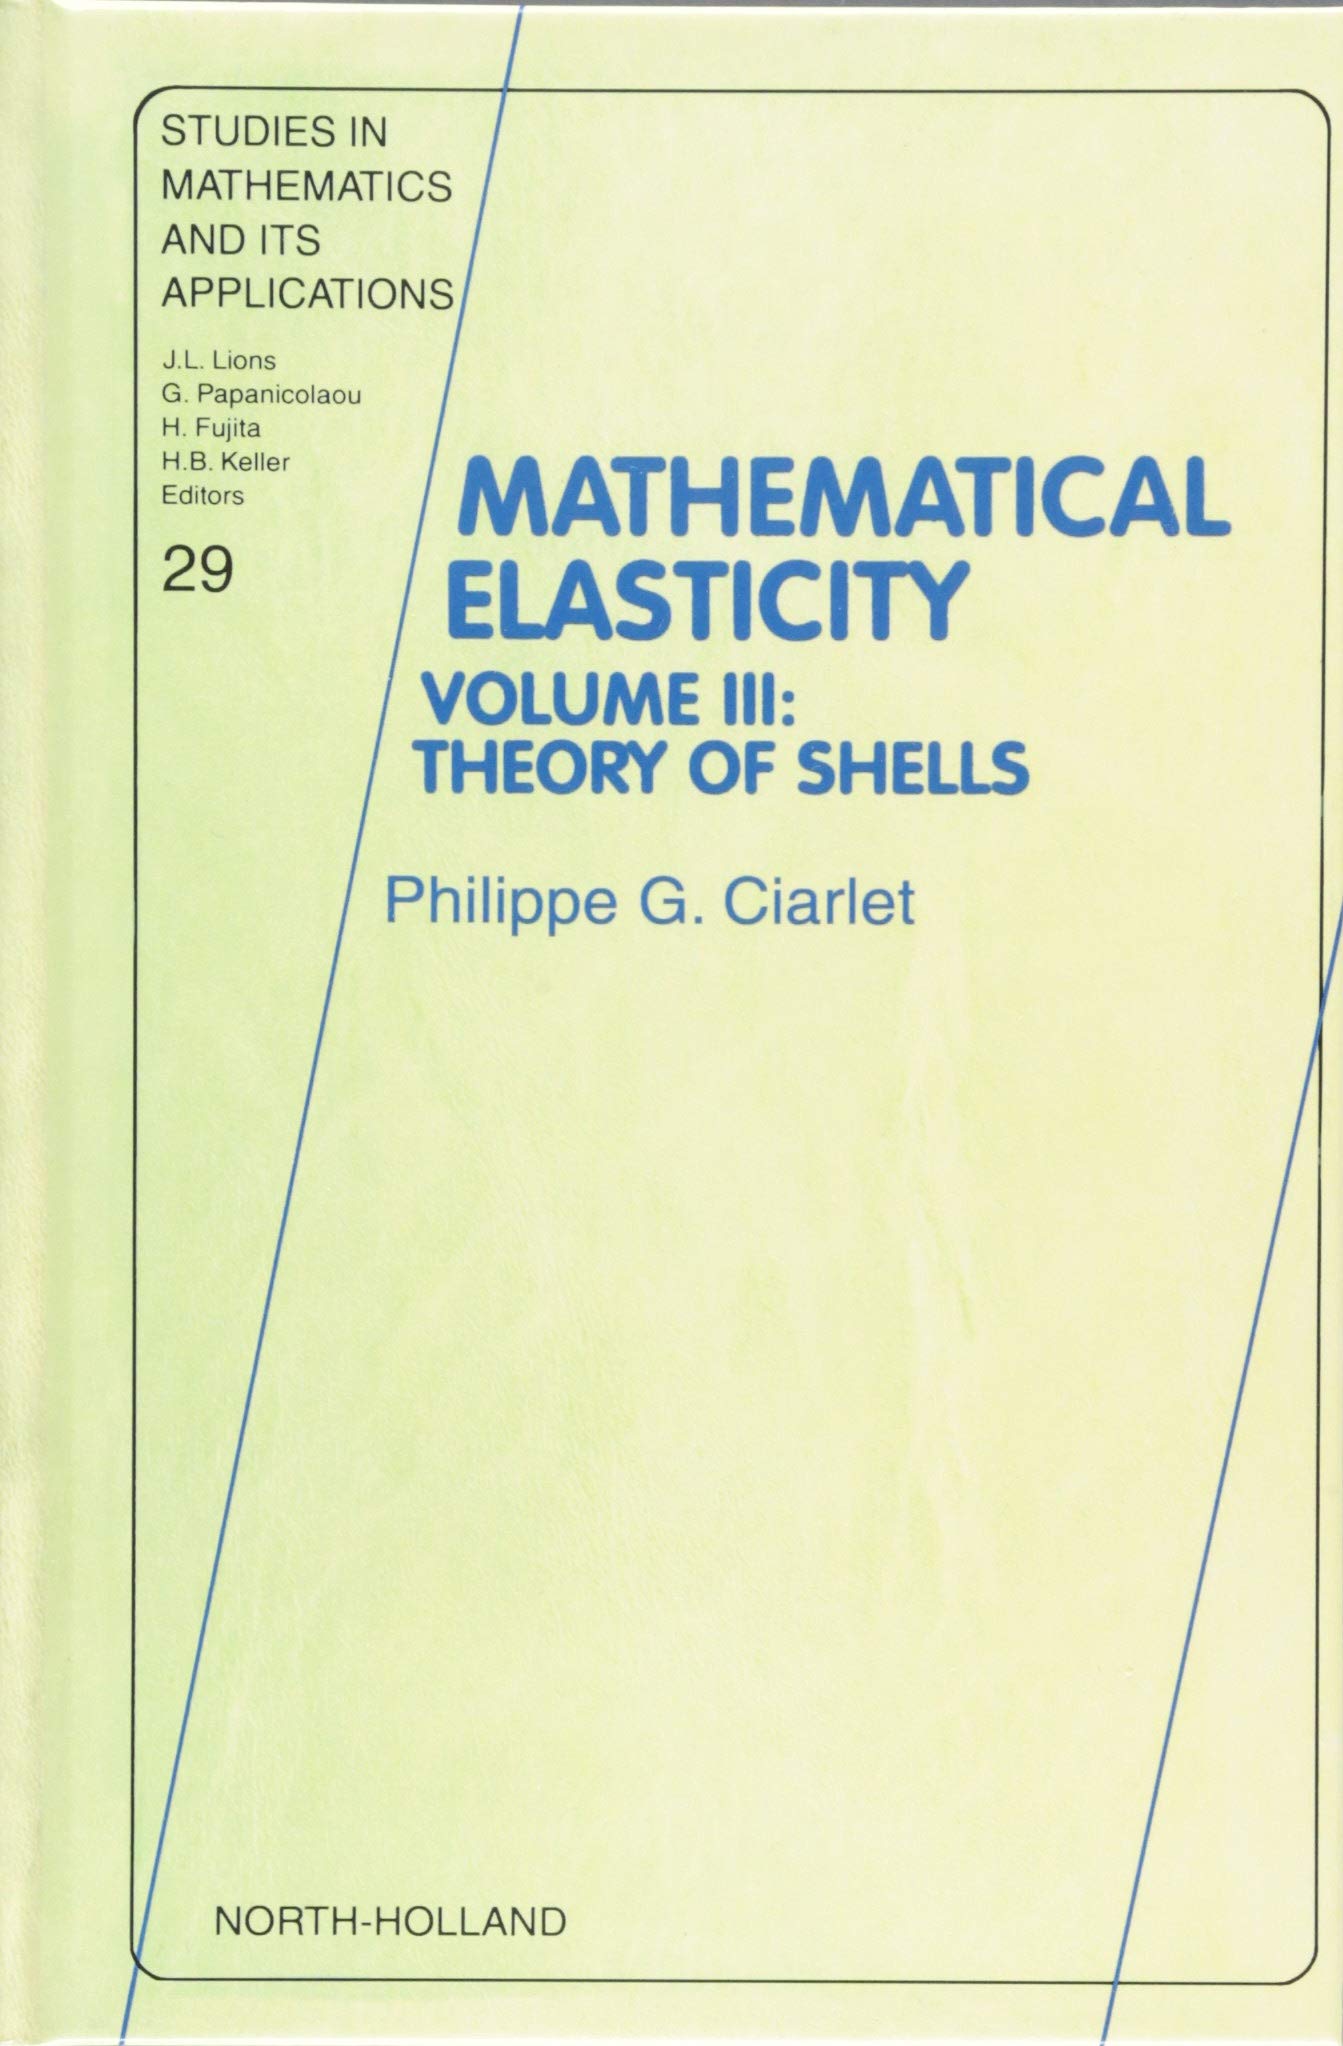 STUDIES IN
MATHEMATICS
AND ITS
APPLICATIONS
J.L. Lions
G. Papanicolaou
H. Fujita
H.B. Keller
Editors
29
MATHEMATICAL
ELASTICITY
VOLUME III:
THEORY OF SHELLS
Philippe G. Ciarlet
NORTH-HOLLAND